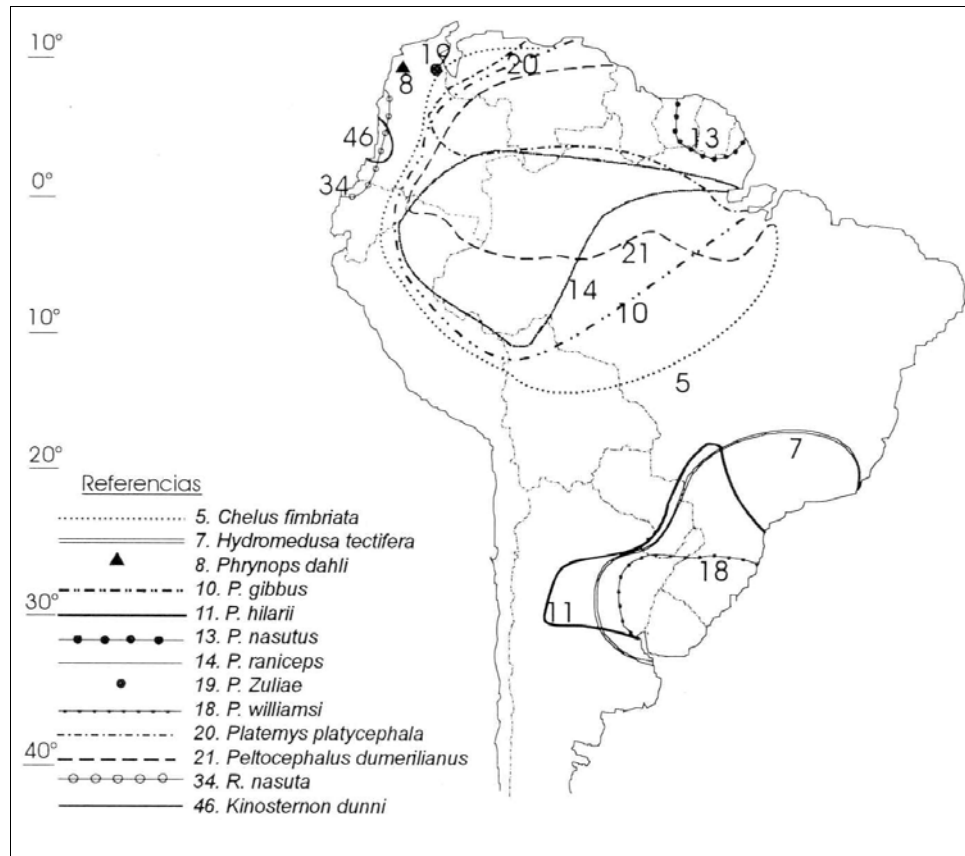 10°
19
20
8
13
46
34
0°
21
14
10
10°
5
20°
7
Referencias
5. Chelus fimbriata
7. Hydromedusa tectifera
8. Phrynops dahli
18
10. P. gibbus
30°
11. P. hilarii
11
13. P. nasutus
14. P. raniceps
19. P. Zuliae
18. P. williamsi
20. Platemys platycephala
40°
21. Peltocephalus dumerilianus
34. R. nasuta
46. Kinosternon dunni